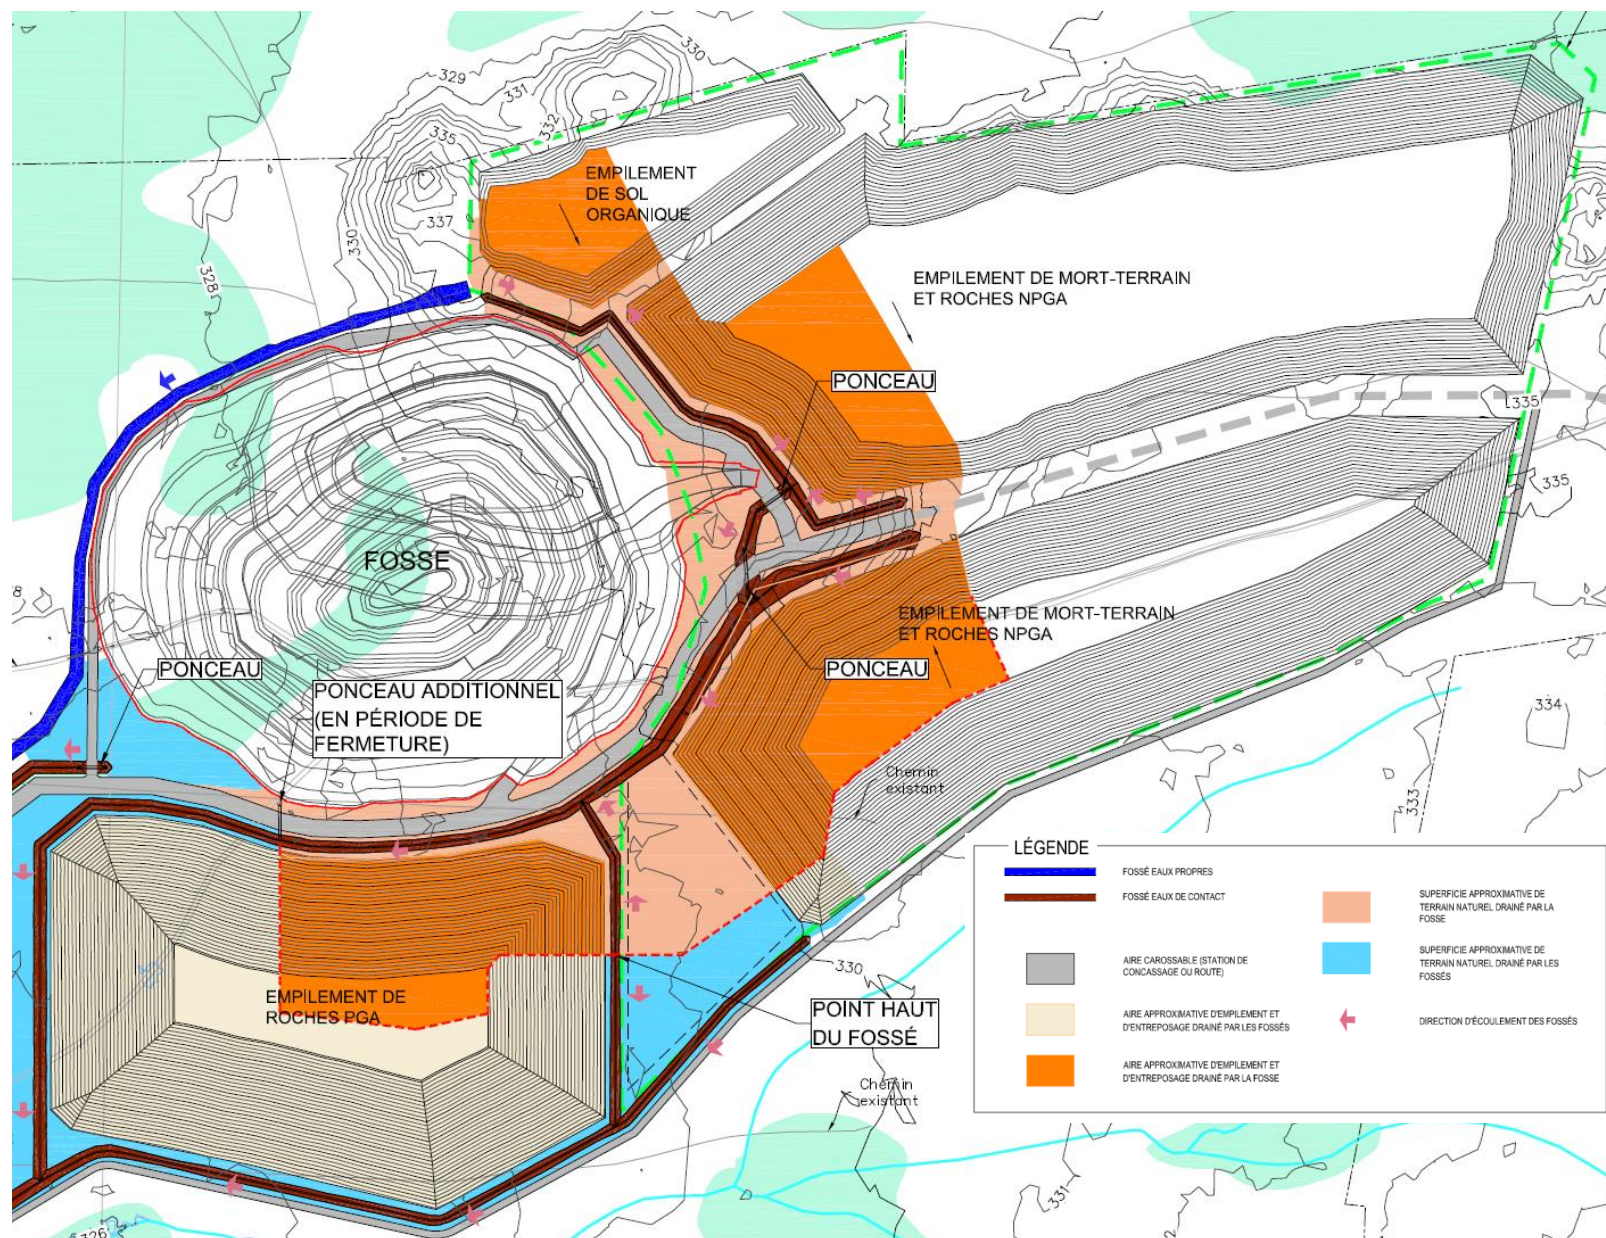 330
329
331
332
335
337
330
328
EMPILEMENT
DE SOL
ORGANIQUE
EMPILEMENT DE MORT-TERRAIN
ET ROCHES NPGA
PONCEAU
335
335
FOSSE
EMPILEMENT DE MORT-TERRAIN
ET ROCHES NPGA
PONCEAU
PONCEAU
PONCEAU ADDITIONNEL
(EN PÉRIODE DE
FERMETURE)
334
333
Chemin
existant
EMPILEMENT DE
ROCHES PGA
330
POINT HAUT
DU FOSSÉ
Chemin
existant
331
326
LÉGENDE
FOSSÉ EAUX PROPRES
FOSSÉ EAUX DE CONTACT
AIRE CAROSSABLE (STATION DE
CONCASSAGE OU ROUTE)
AIRE APPROXIMATIVE D'EMPILEMENT ET
D'ENTREPOSAGE DRAINÉ PAR LES FOSSÉS
AIRE APPROXIMATIVE D'EMPILEMENT ET
D'ENTREPOSAGE DRAINÉ PAR LA FOSSE
SUPERFICIE APPROXIMATIVE DE
TERRAIN NATUREL DRAINÉ PAR LA
FOSSE
SUPERFICIE APPROXIMATIVE DE
TERRAIN NATUREL DRAINÉ PAR LES
FOSSÉS
DIRECTION D'ÉCOULEMENT DES FOSSÉS